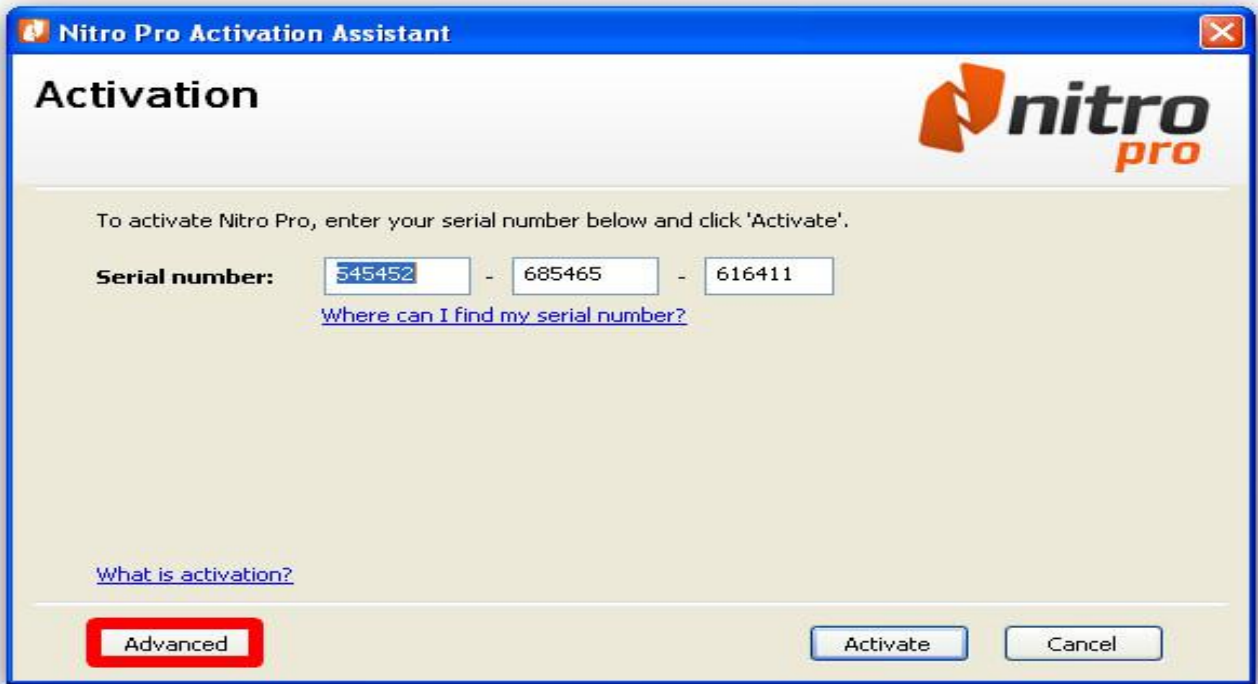 Nitro Pro Activation Assistant
Activation
nitro
pro
To activate Nitro Pro, enter your serial number below and click 'Activate'.
Serial number: 545452 - 685465 - 616411
Where can I find my serial number?
What is activation?
Advanced Activate Cancel